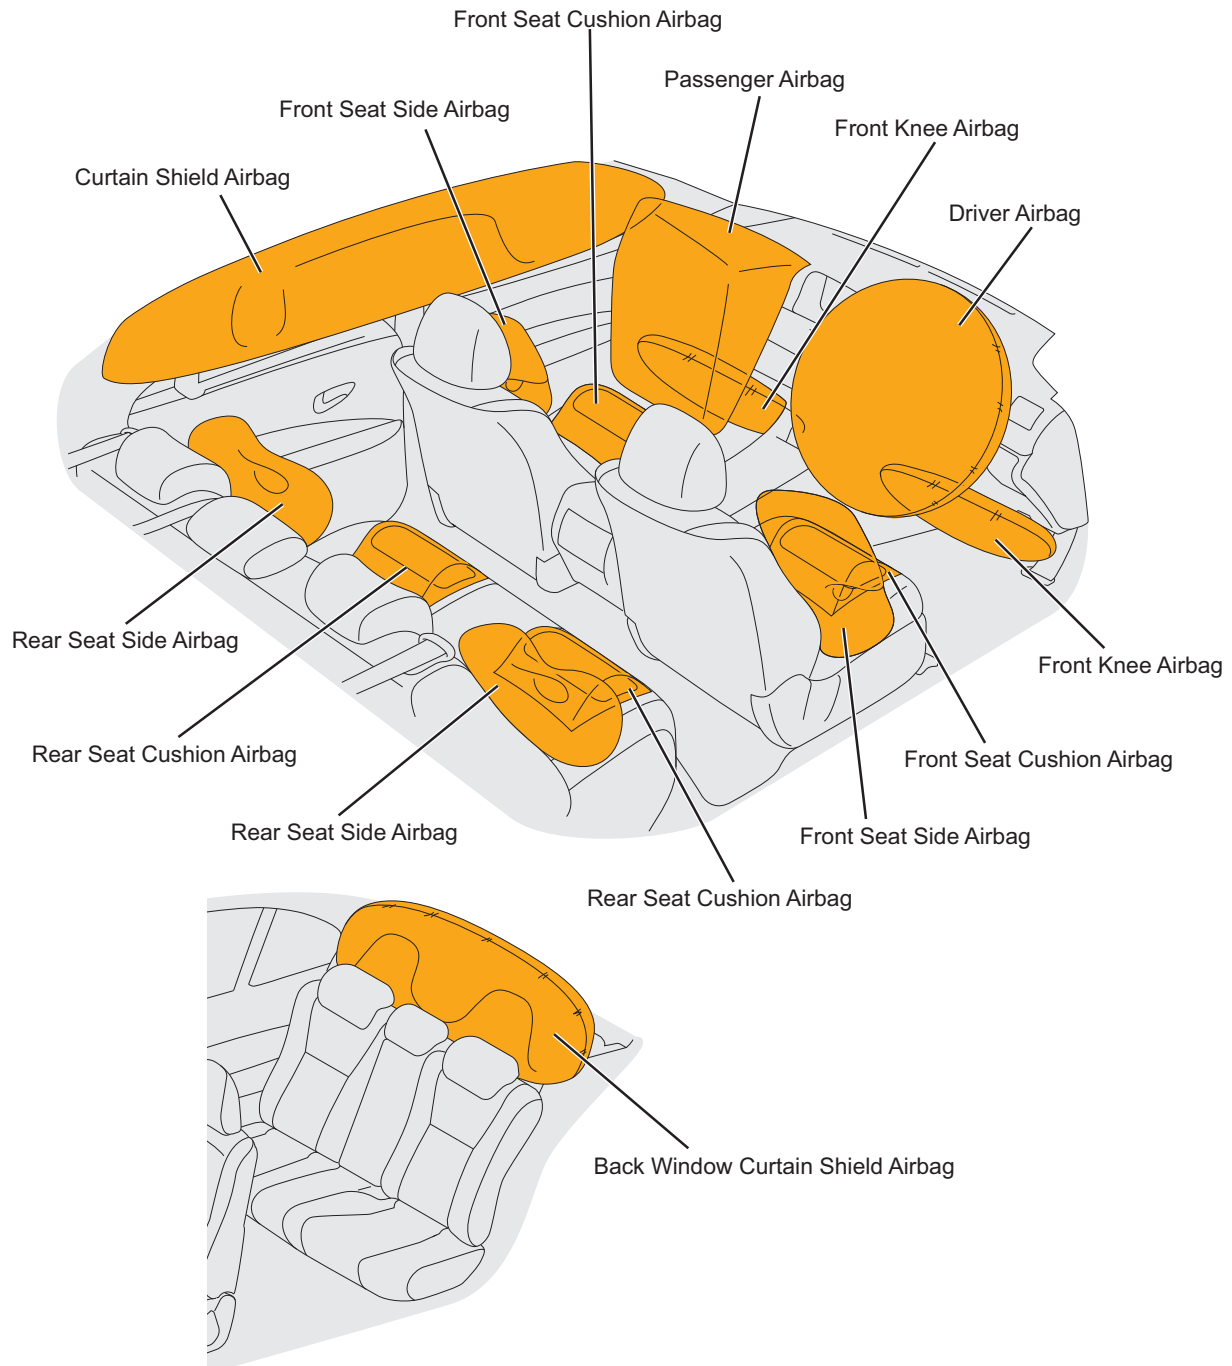 Front Seat Cushion Airbag
Passenger Airbag
Front Seat Side Airbag
Front Knee Airbag
Curtain Shield Airbag
Driver Airbag
Rear Seat Side Airbag
Front Knee Airbag
Rear Seat Cushion Airbag
Front Seat Cushion Airbag
Rear Seat Side Airbag
Front Seat Side Airbag
Rear Seat Cushion Airbag
Back Window Curtain Shield Airbag